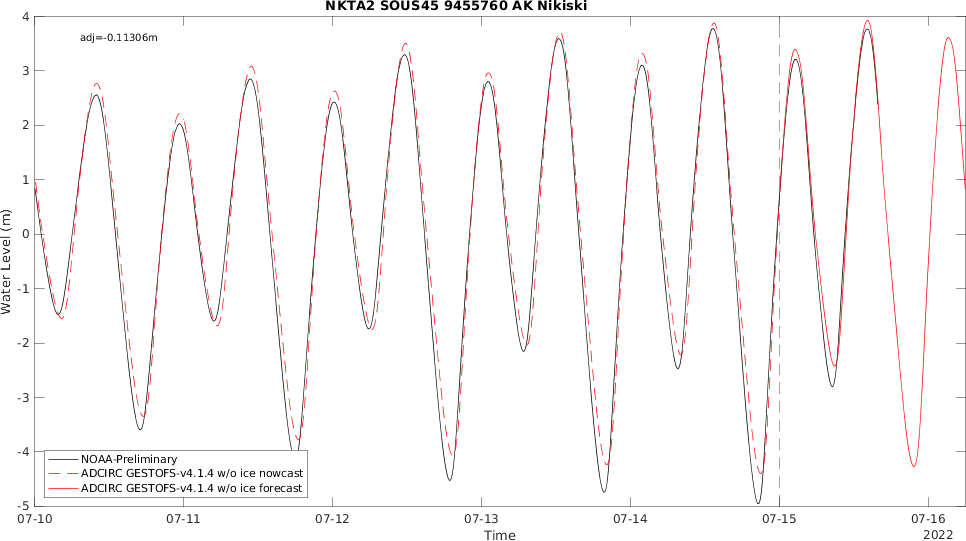 NKTA2 SOUS45 9455760 AK Nikiski
adj=-0.11306m
4
3
2
1
0
-1
-2
-3
-4
-5
Water Level (m)
NOAA-Preliminary
ADCIRC GESTOFS-v4.1.4 w/o ice nowcast
ADCIRC GESTOFS-v4.1.4 w/o ice forecast
07-10 07-11 07-12 07-13 07-14 07-15 07-16
Time
2022